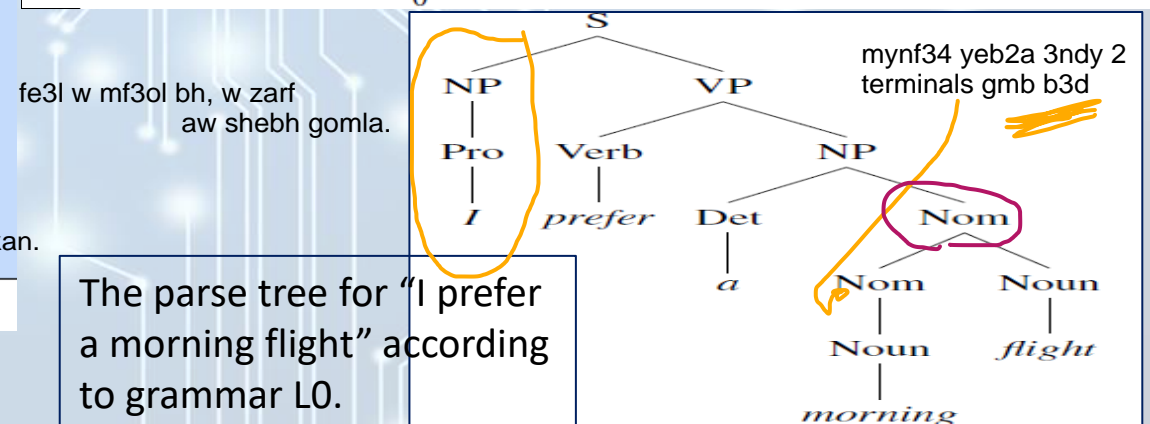 S
mynf34 yeb2a 3ndy 2
terminals gmb b3d
fe3l w mf3ol bh, w zarf
aw shebh gomla.
NP VP
Pro Verb NP
I prefer Det Nom
a Nom Noun
Noun flight
morning
The parse tree for “I prefer
a morning flight” according
to grammar L0.